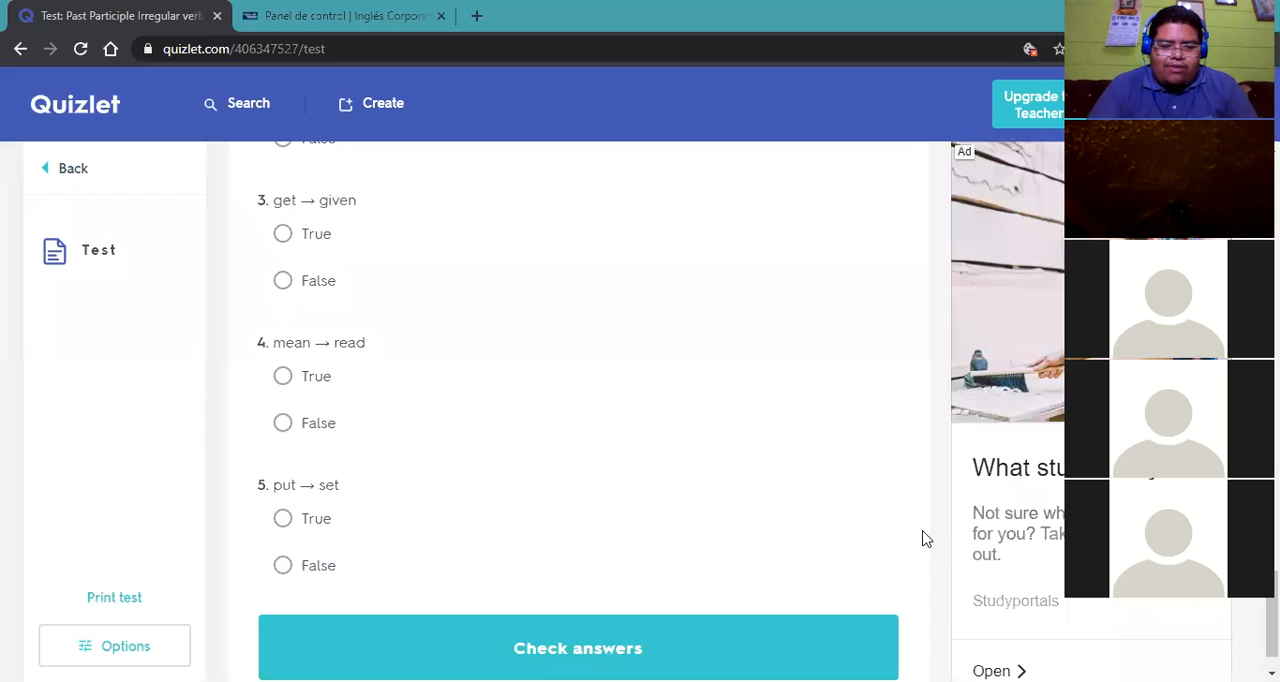 Test: Past Participle Irregular verb
Panel de control | Inglés Corpora
quizlet.com/406347527/test
Quizlet
Search
Create
Upgrade
Teacher
Back
Test
Print test
Options
3. get → given
True
False
4. mean → read
True
False
5. put → set
True
False
Check answers
Ad
What stu
Not sure wh
for you? Tak
out.
Studyportals
Open